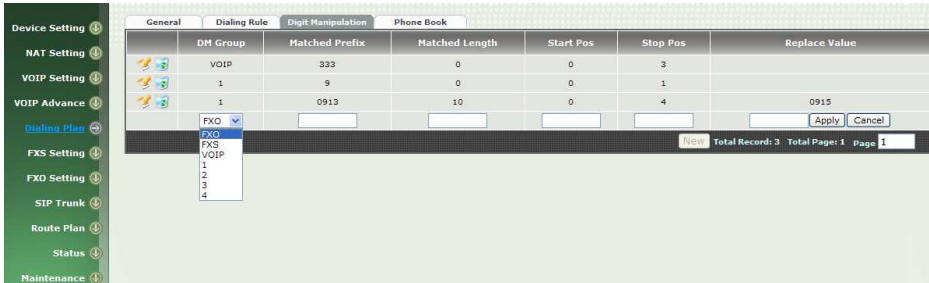 General Dialing Rule Digit Manipulation Phone Book
Device Setting
NAT Setting
VOIP Setting
VOIP Advance
Dialing Plan
FXS Setting
FXO Setting
SIP Trunk
Route Plan
Status
Maintenance
DM Group Matched Prefix Matched Length Start Pos Stop Pos Replace Value
VOIP 333 0 0 3
1 9 0 0 1
1 0913 10 0 4 0915
FXO Apply Cancel
FXO
FXS
VOIP
1
2
3
4
New Total Record: 3 Total Page: 1 Page 1